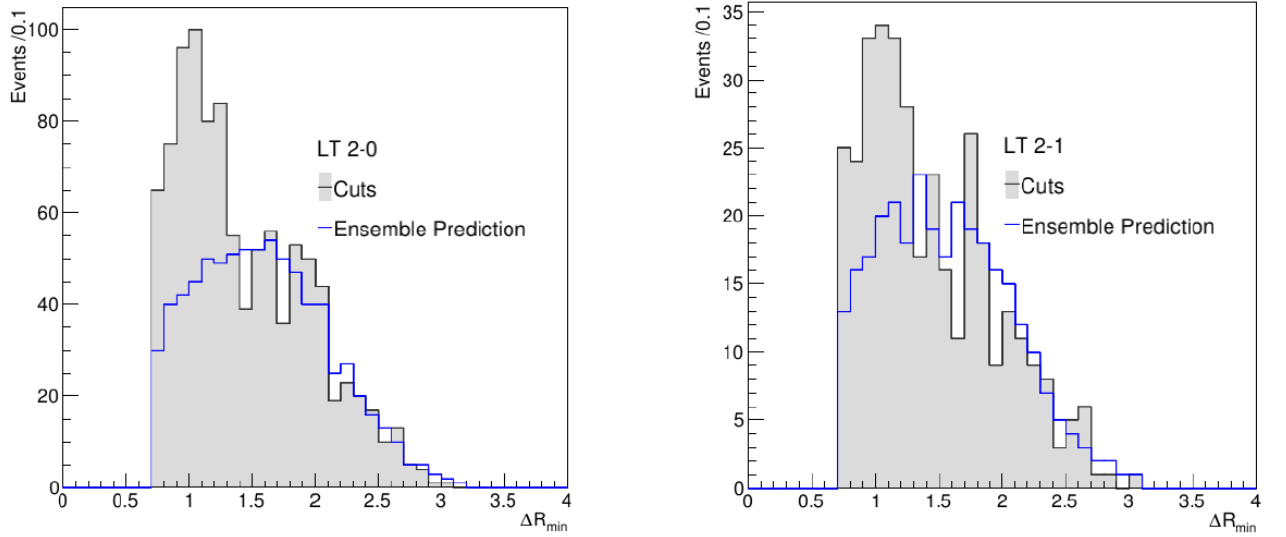 Events /0.1
100
80
60
40
20
0
LT 2-0
Cuts
Ensemble Prediction
0 0.5 1 1.5 2 2.5 3 3.5 4
ΔR_min
Events /0.1
35
30
25
20
15
10
5
0
LT 2-1
Cuts
Ensemble Prediction
0 0.5 1 1.5 2 2.5 3 3.5 4
ΔR_min